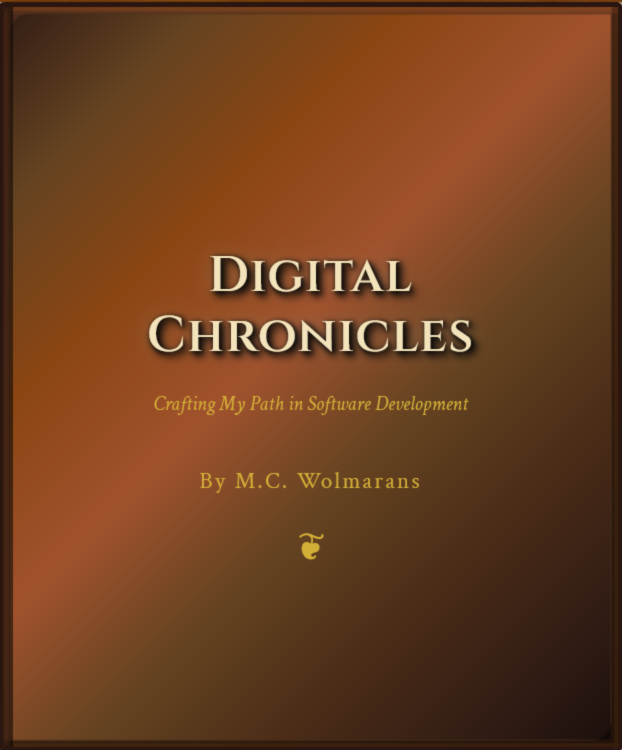 Digital
Chronicles
Crafting My Path in Software Development
By M.C. Wolmarans
❦